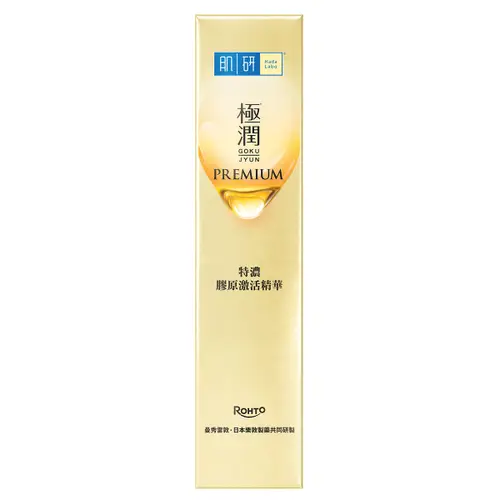 肌研 Hada Labo
極潤
GOKU JYUN
PREMIUM
特濃
膠原激活精華
ROHTO
曼秀雷敦・日本樂敦製藥共同研製